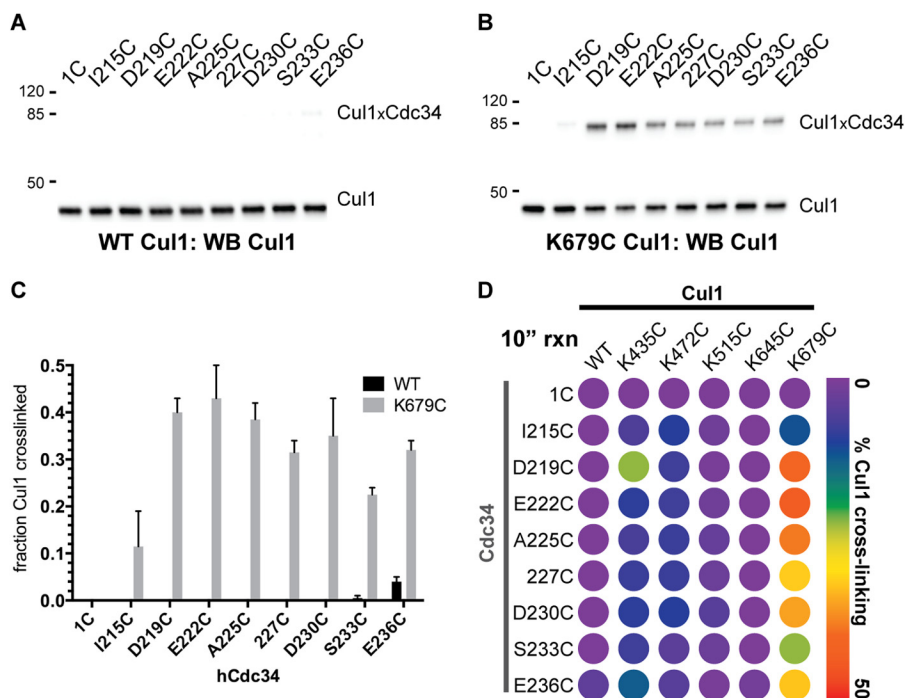 A
1C I215C D219C E222C A225C 227C D230C S233C E236C
120
85
50
Cul1xCdc34
Cul1
WT Cul1: WB Cul1
B
1C I215C D219C E222C A225C 227C D230C S233C E236C
120
85
50
Cul1xCdc34
Cul1
K679C Cul1: WB Cul1
C
fraction Cul1 crosslinked
0.5
0.4
0.3
0.2
0.1
0.0
WT
K679C
1C I215C D219C E222C A225C 227C D230C S233C E236C
hCdc34
D
Cul1
10” rxn
WT K435C K472C K515C K645C K679C
Cdc34
1C
I215C
D219C
E222C
A225C
227C
D230C
S233C
E236C
0
% Cul1 cross-linking
50